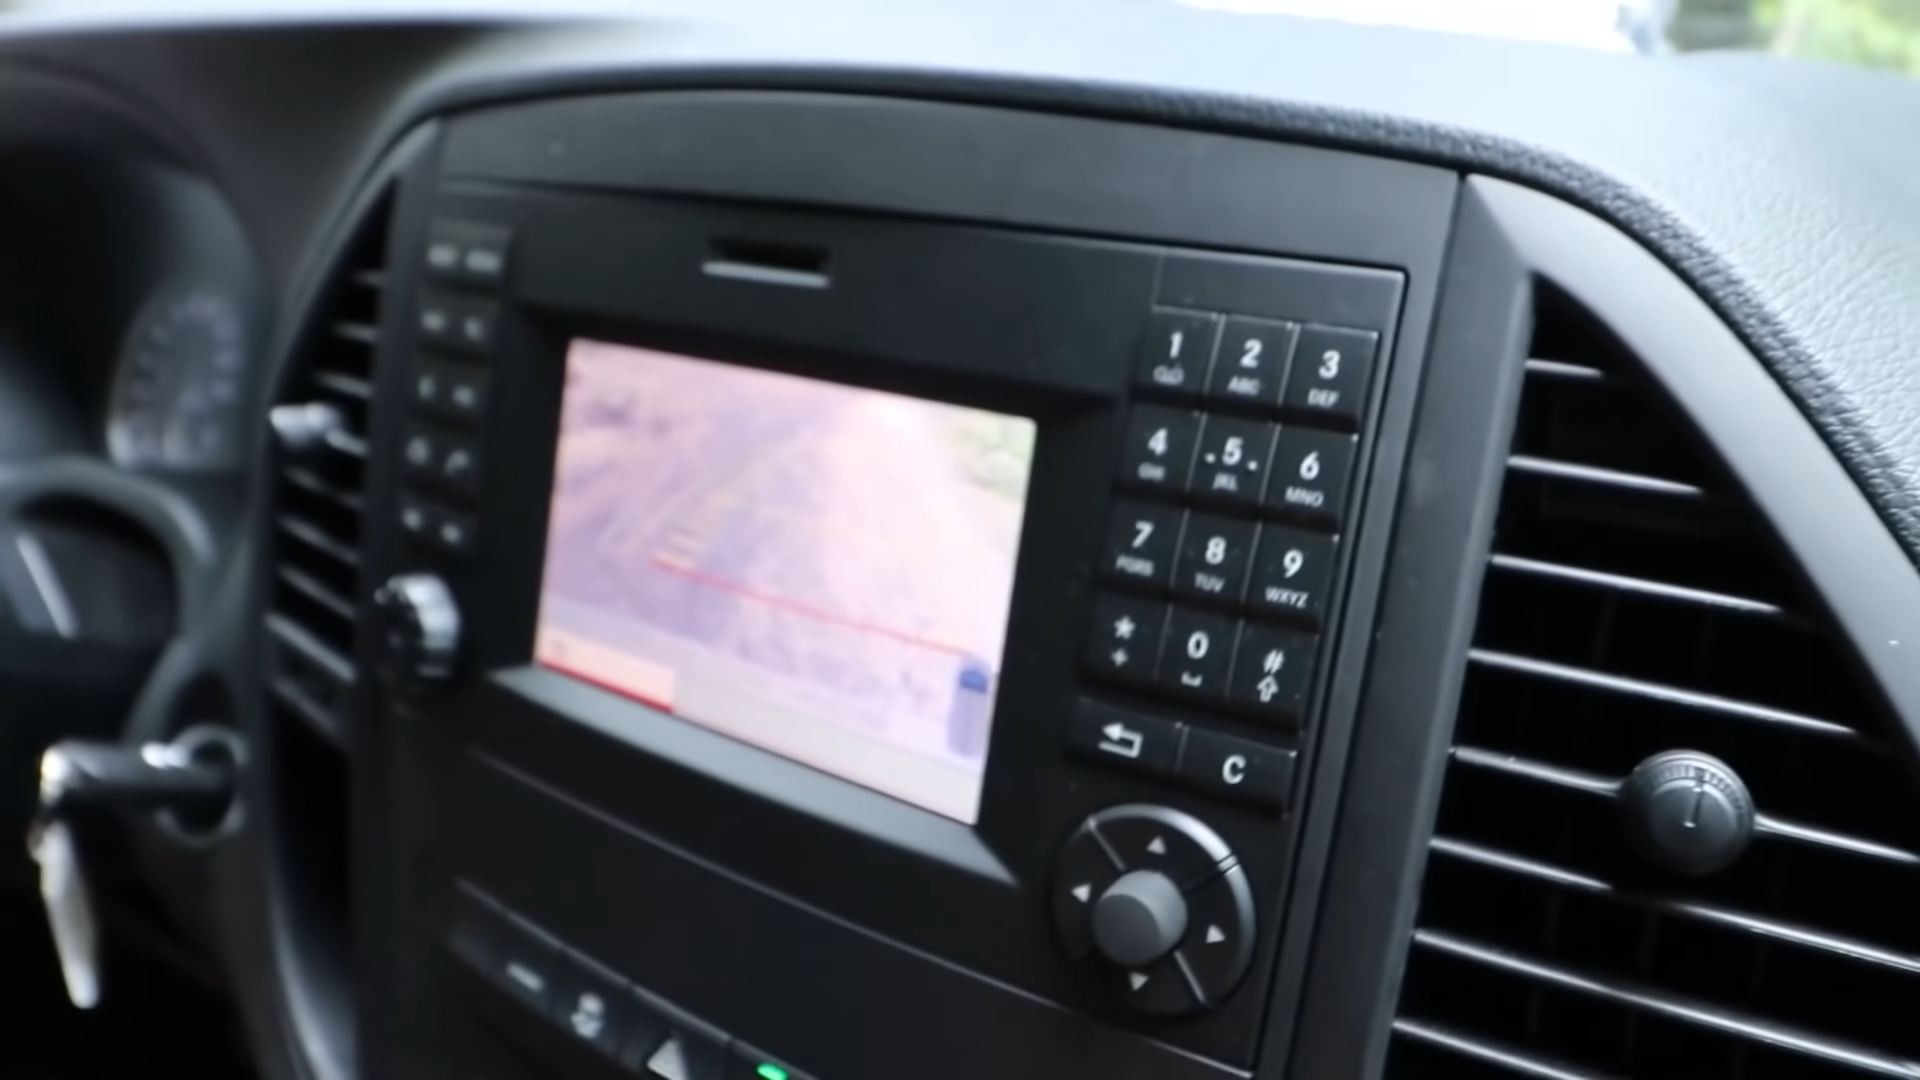 1 2 3
ABC DEF
4 .5. 6
GHI JKL MNO
7 8 9
PQRS TUV WXYZ
* 0 #
+
C